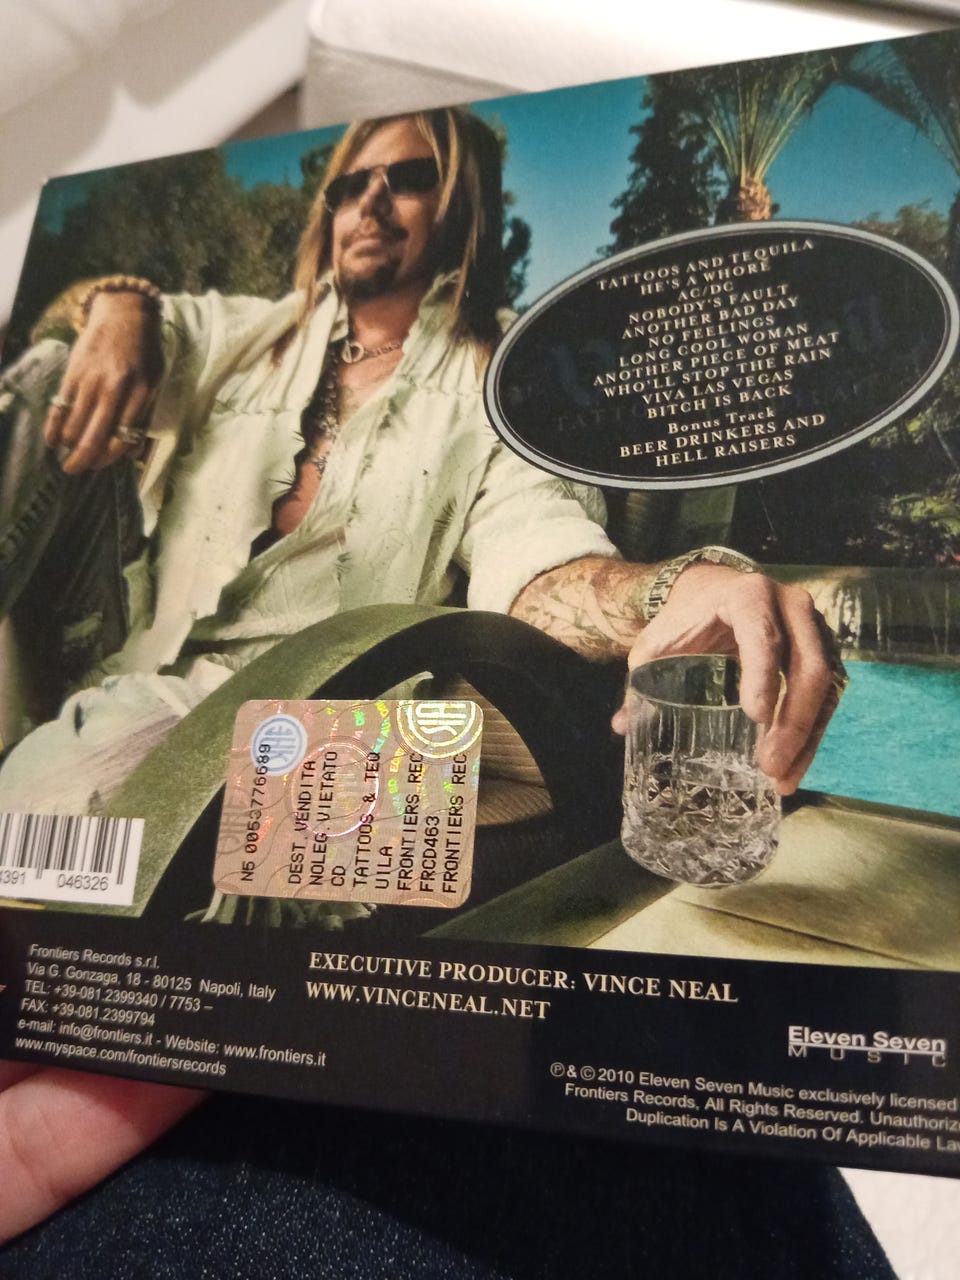 TATTOOS AND TEQUILA
HE'S A WHORE
AC/DC
NOBODY'S FAULT
ANOTHER BAD DAY
NO FEELINGS
LONG COOL WOMAN
ANOTHER PIECE OF MEAT
WHO'LL STOP THE RAIN
VIVA LAS VEGAS
BITCH IS BACK
Bonus Track
BEER DRINKERS AND
HELL RAISERS
N5 0053776689
DEST.VENDITA
NOLEG.VIETATO
CD
TATTOOS & TEQ
UILA
FRONTIERS REC
FRCD463
FRONTIERS REC
SIAE
4391 046326
Frontiers Records s.r.l.
Via G. Gonzaga, 18 - 80125 Napoli, Italy
TEL: +39-081.2399340 / 7753 –
FAX: +39-081.2399794
e-mail: info@frontiers.it - Website: www.frontiers.it
www.myspace.com/frontiersrecords
EXECUTIVE PRODUCER: VINCE NEAL
WWW.VINCENEAL.NET
Eleven Seven
MUSIC
℗ & © 2010 Eleven Seven Music exclusively licensed
Frontiers Records, All Rights Reserved. Unauthorize
Duplication Is A Violation Of Applicable Law